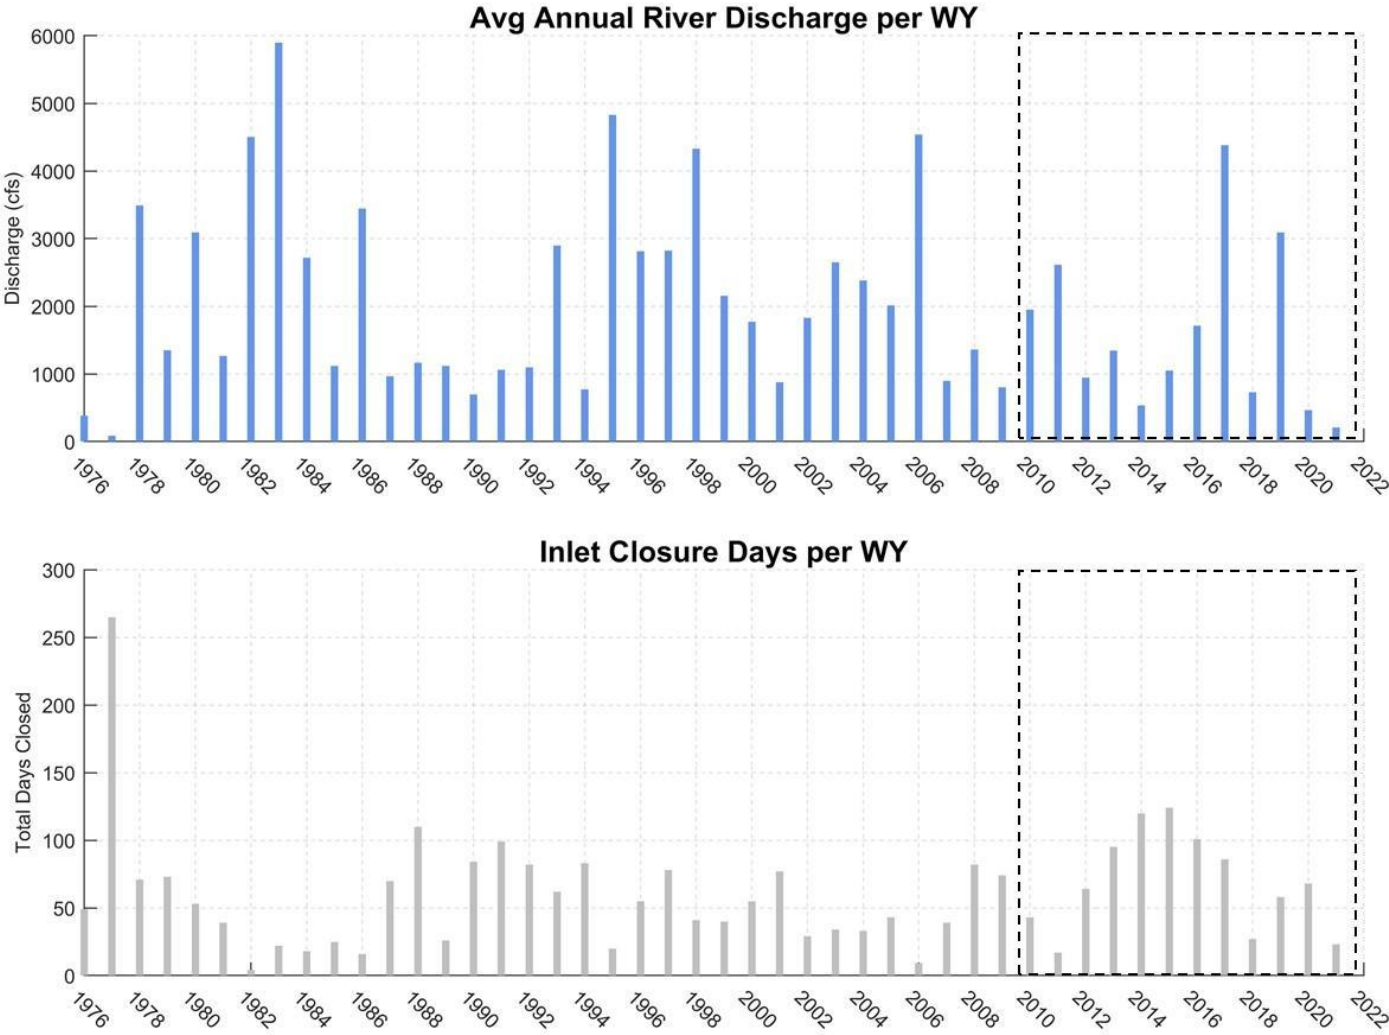 Avg Annual River Discharge per WY
Discharge (cfs)
6000
5000
4000
3000
2000
1000
0
1976 1978 1980 1982 1984 1986 1988 1990 1992 1994 1996 1998 2000 2002 2004 2006 2008 2010 2012 2014 2016 2018 2020 2022
Inlet Closure Days per WY
Total Days Closed
300
250
200
150
100
50
0
1976 1978 1980 1982 1984 1986 1988 1990 1992 1994 1996 1998 2000 2002 2004 2006 2008 2010 2012 2014 2016 2018 2020 2022